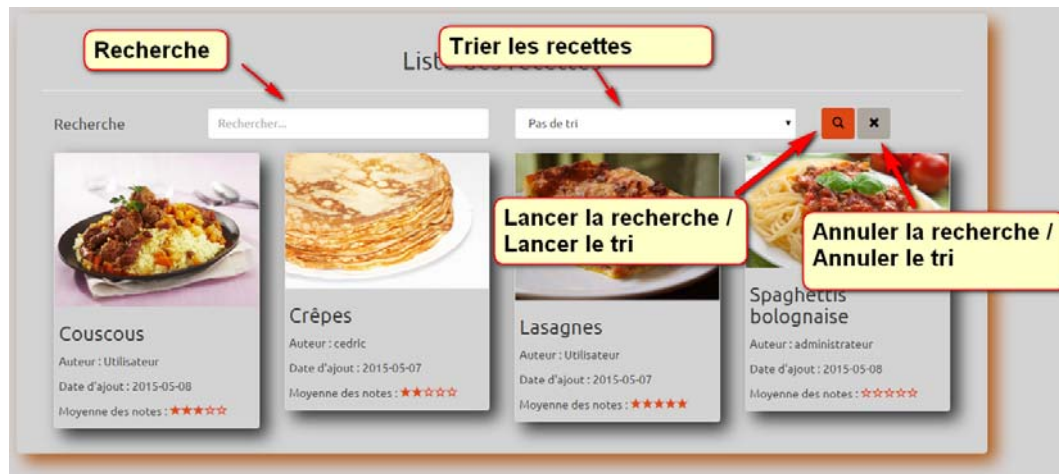 Recherche
Trier les recettes
Liste des recettes
Recherche
Rechercher...
Pas de tri
Lancer la recherche /
Lancer le tri
Annuler la recherche /
Annuler le tri
Couscous
Auteur : Utilisateur
Date d'ajout : 2015-05-08
Moyenne des notes : ★★★☆☆
Crêpes
Auteur : cedric
Date d'ajout : 2015-05-07
Moyenne des notes : ★★☆☆☆
Lasagnes
Auteur : Utilisateur
Date d'ajout : 2015-05-07
Moyenne des notes : ★★★★★
Spaghettis
bolognaise
Auteur : administrateur
Date d'ajout : 2015-05-08
Moyenne des notes : ☆☆☆☆☆